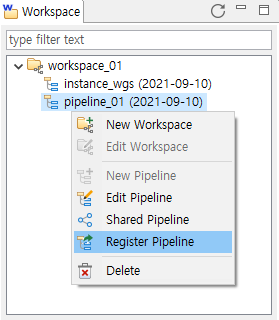 Workspace
type filter text
workspace_01
instance_wgs (2021-09-10)
pipeline_01 (2021-09-10)
New Workspace
Edit Workspace
New Pipeline
Edit Pipeline
Shared Pipeline
Register Pipeline
Delete